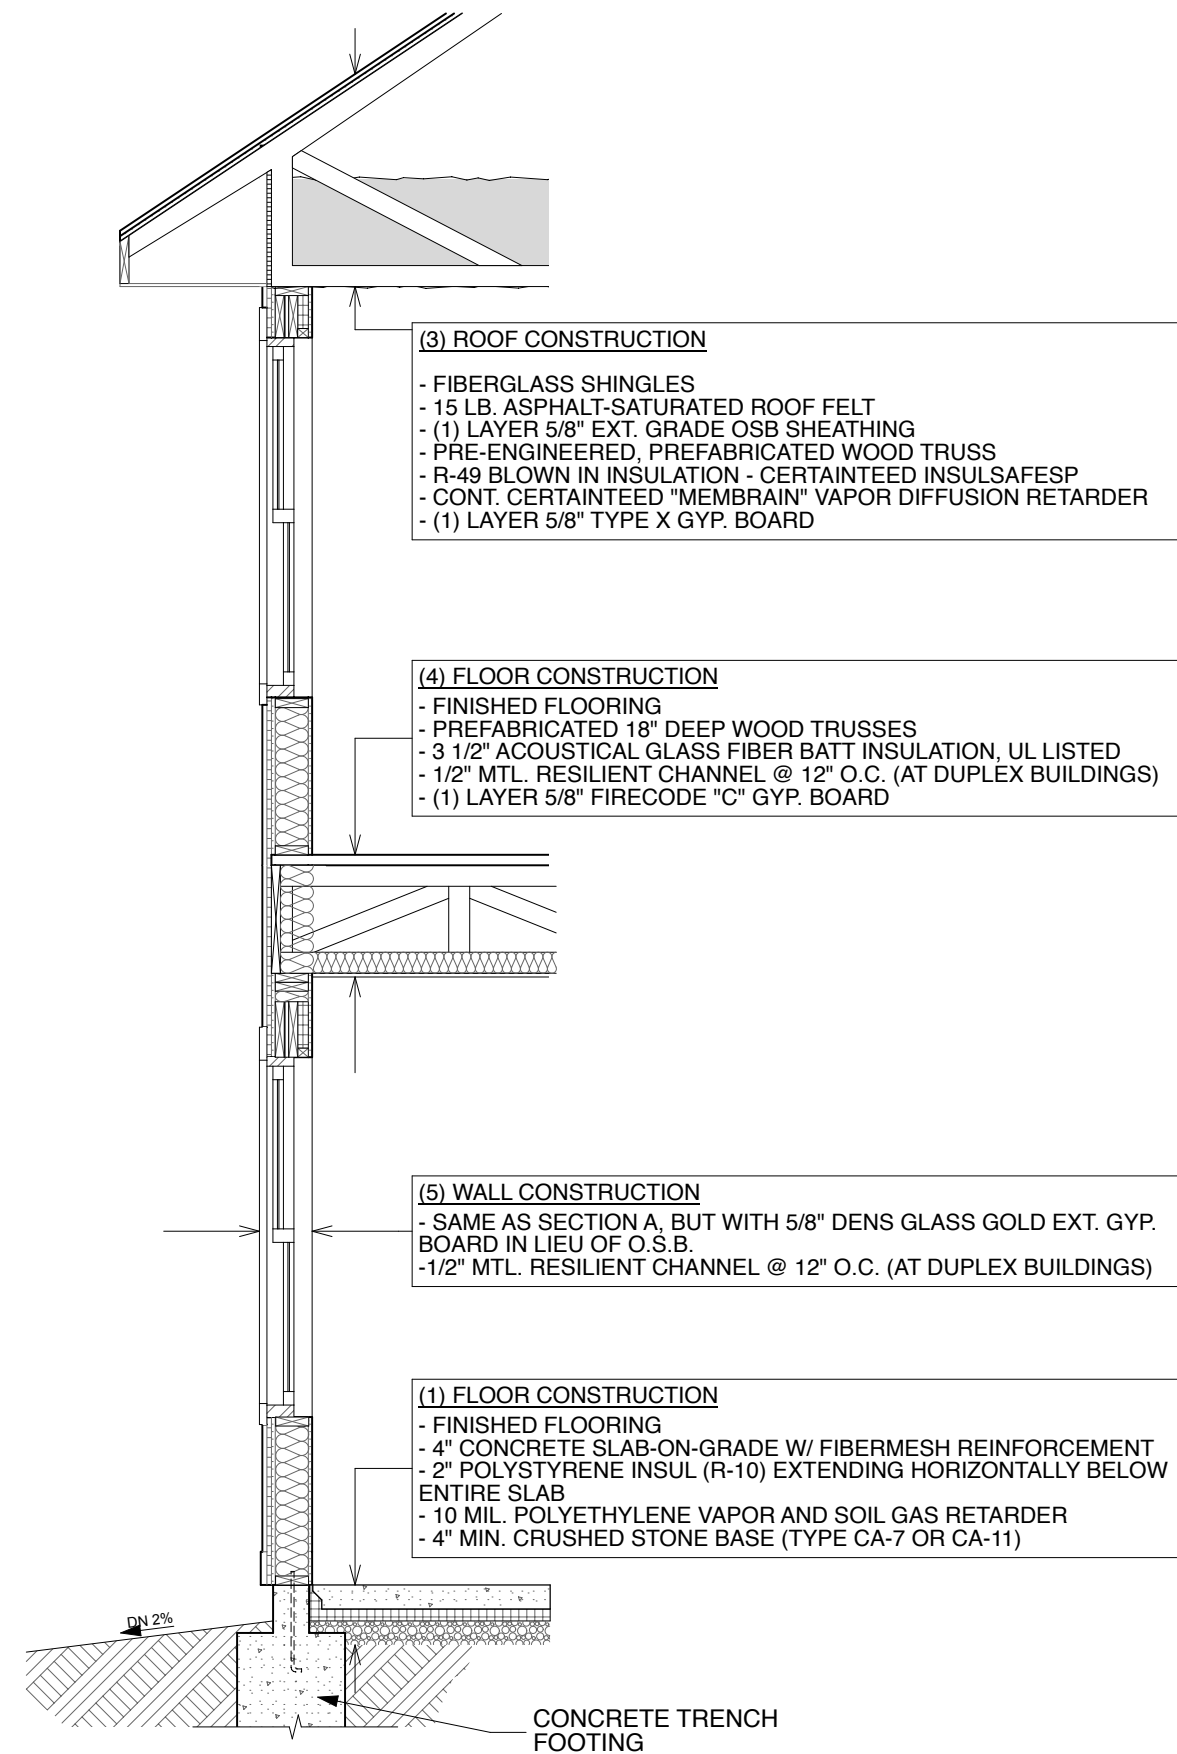 (3) ROOF CONSTRUCTION
- FIBERGLASS SHINGLES
- 15 LB. ASPHALT-SATURATED ROOF FELT
- (1) LAYER 5/8" EXT. GRADE OSB SHEATHING
- PRE-ENGINEERED, PREFABRICATED WOOD TRUSS
- R-49 BLOWN IN INSULATION - CERTAINTEED INSULSAFESP
- CONT. CERTAINTEED "MEMBRAIN" VAPOR DIFFUSION RETARDER
- (1) LAYER 5/8" TYPE X GYP. BOARD
(4) FLOOR CONSTRUCTION
- FINISHED FLOORING
- PREFABRICATED 18" DEEP WOOD TRUSSES
- 3 1/2" ACOUSTICAL GLASS FIBER BATT INSULATION, UL LISTED
- 1/2" MTL. RESILIENT CHANNEL @ 12" O.C. (AT DUPLEX BUILDINGS)
- (1) LAYER 5/8" FIRECODE "C" GYP. BOARD
(5) WALL CONSTRUCTION
- SAME AS SECTION A, BUT WITH 5/8" DENS GLASS GOLD EXT. GYP.
BOARD IN LIEU OF O.S.B.
-1/2" MTL. RESILIENT CHANNEL @ 12" O.C. (AT DUPLEX BUILDINGS)
(1) FLOOR CONSTRUCTION
- FINISHED FLOORING
- 4" CONCRETE SLAB-ON-GRADE W/ FIBERMESH REINFORCEMENT
- 2" POLYSTYRENE INSUL (R-10) EXTENDING HORIZONTALLY BELOW
ENTIRE SLAB
- 10 MIL. POLYETHYLENE VAPOR AND SOIL GAS RETARDER
- 4" MIN. CRUSHED STONE BASE (TYPE CA-7 OR CA-11)
DN 2%
CONCRETE TRENCH
FOOTING